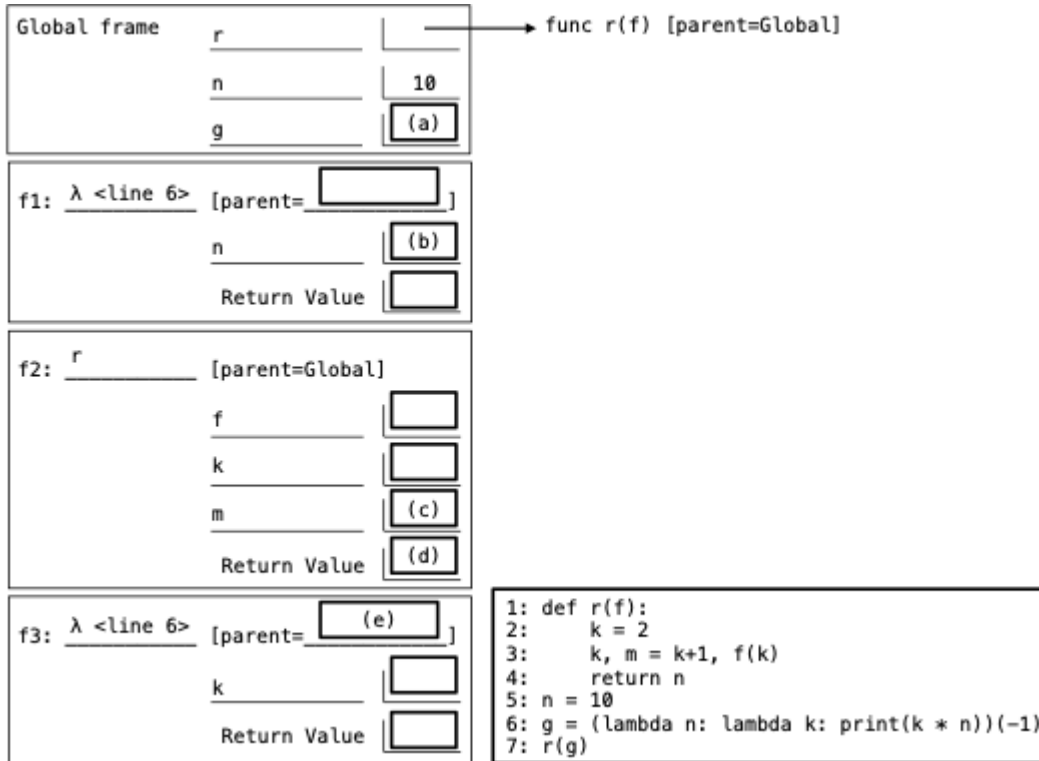 Global frame
r
func r(f) [parent=Global]
n
10
g
(a)
f1: λ <line 6> [parent=____________]
n
(b)
Return Value
f2: r [parent=Global]
f
k
m
(c)
Return Value
(d)
f3: λ <line 6> [parent=(e)]
k
Return Value
1: def r(f):
2:     k = 2
3:     k, m = k+1, f(k)
4:     return n
5: n = 10
6: g = (lambda n: lambda k: print(k * n))(-1)
7: r(g)